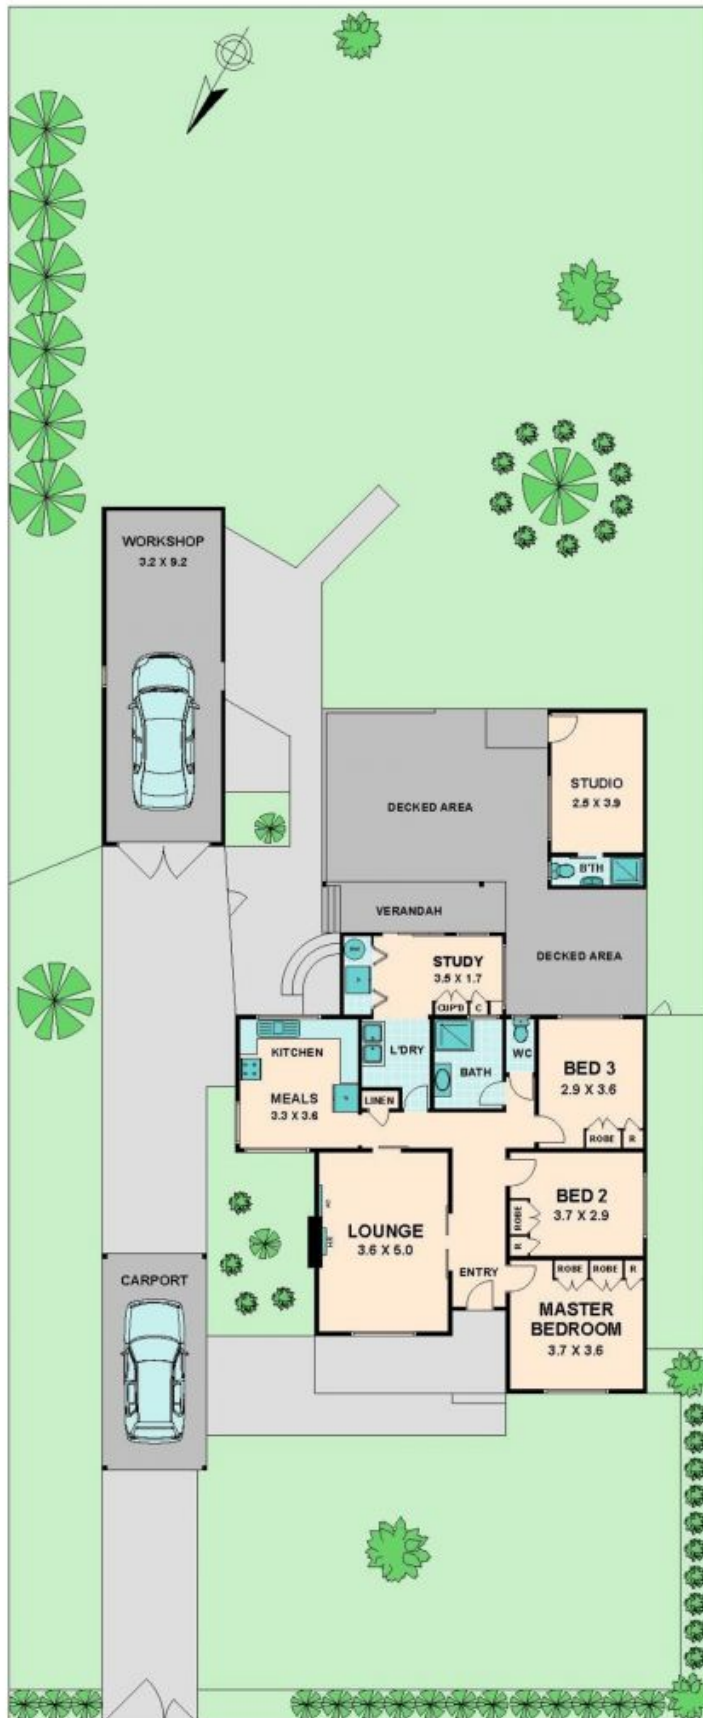 WORKSHOP
3.2 X 9.2
STUDIO
2.5 X 3.9
DECKED AREA
B'TH
VERANDAH
STUDY
3.5 X 1.7
DECKED AREA
CUP'D
C
KITCHEN
L'DRY
WC
BATH
BED 3
2.9 X 3.6
MEALS
3.3 X 3.6
LINEN
ROBE
R
BED 2
3.7 X 2.9
ROBE
R
LOUNGE
3.6 X 5.0
CARPORT
ENTRY
ROBE
ROBE
R
MASTER
BEDROOM
3.7 X 3.6